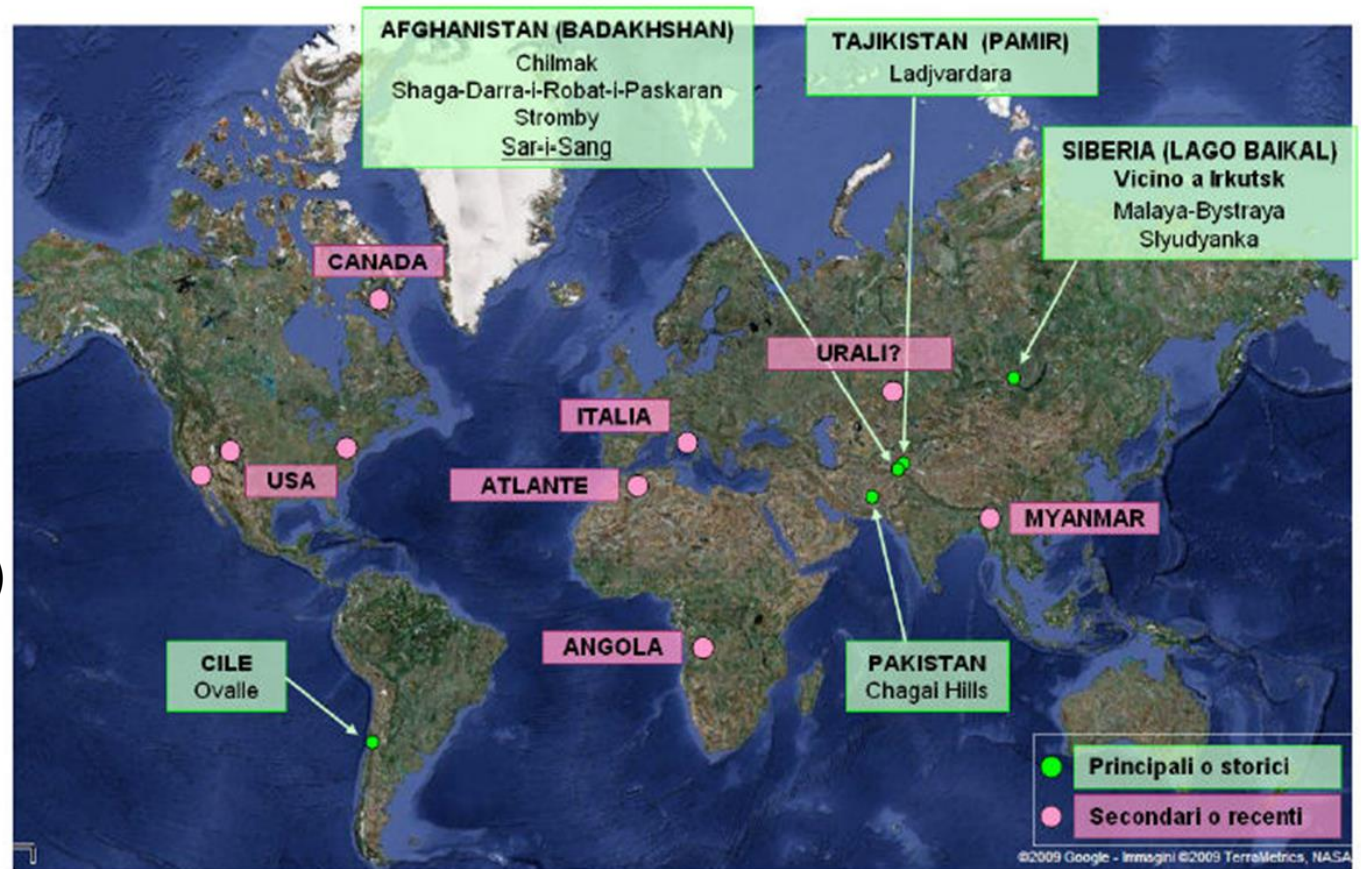 AFGHANISTAN (BADAKHSHAN)
Chilmak
Shaga-Darra-i-Robat-i-Paskaran
Stromby
Sar-i-Sang
TAJIKISTAN (PAMIR)
Ladjvardara
SIBERIA (LAGO BAIKAL)
Vicino a Irkutsk
Malaya-Bystraya
Slyudyanka
CANADA
URALI?
ITALIA
USA
ATLANTE
MYANMAR
)
ANGOLA
CILE
Ovalle
PAKISTAN
Chagai Hills
Principali o storici
Secondari o recenti
©2009 Google - Immagini ©2009 TerraMetrics, NASA